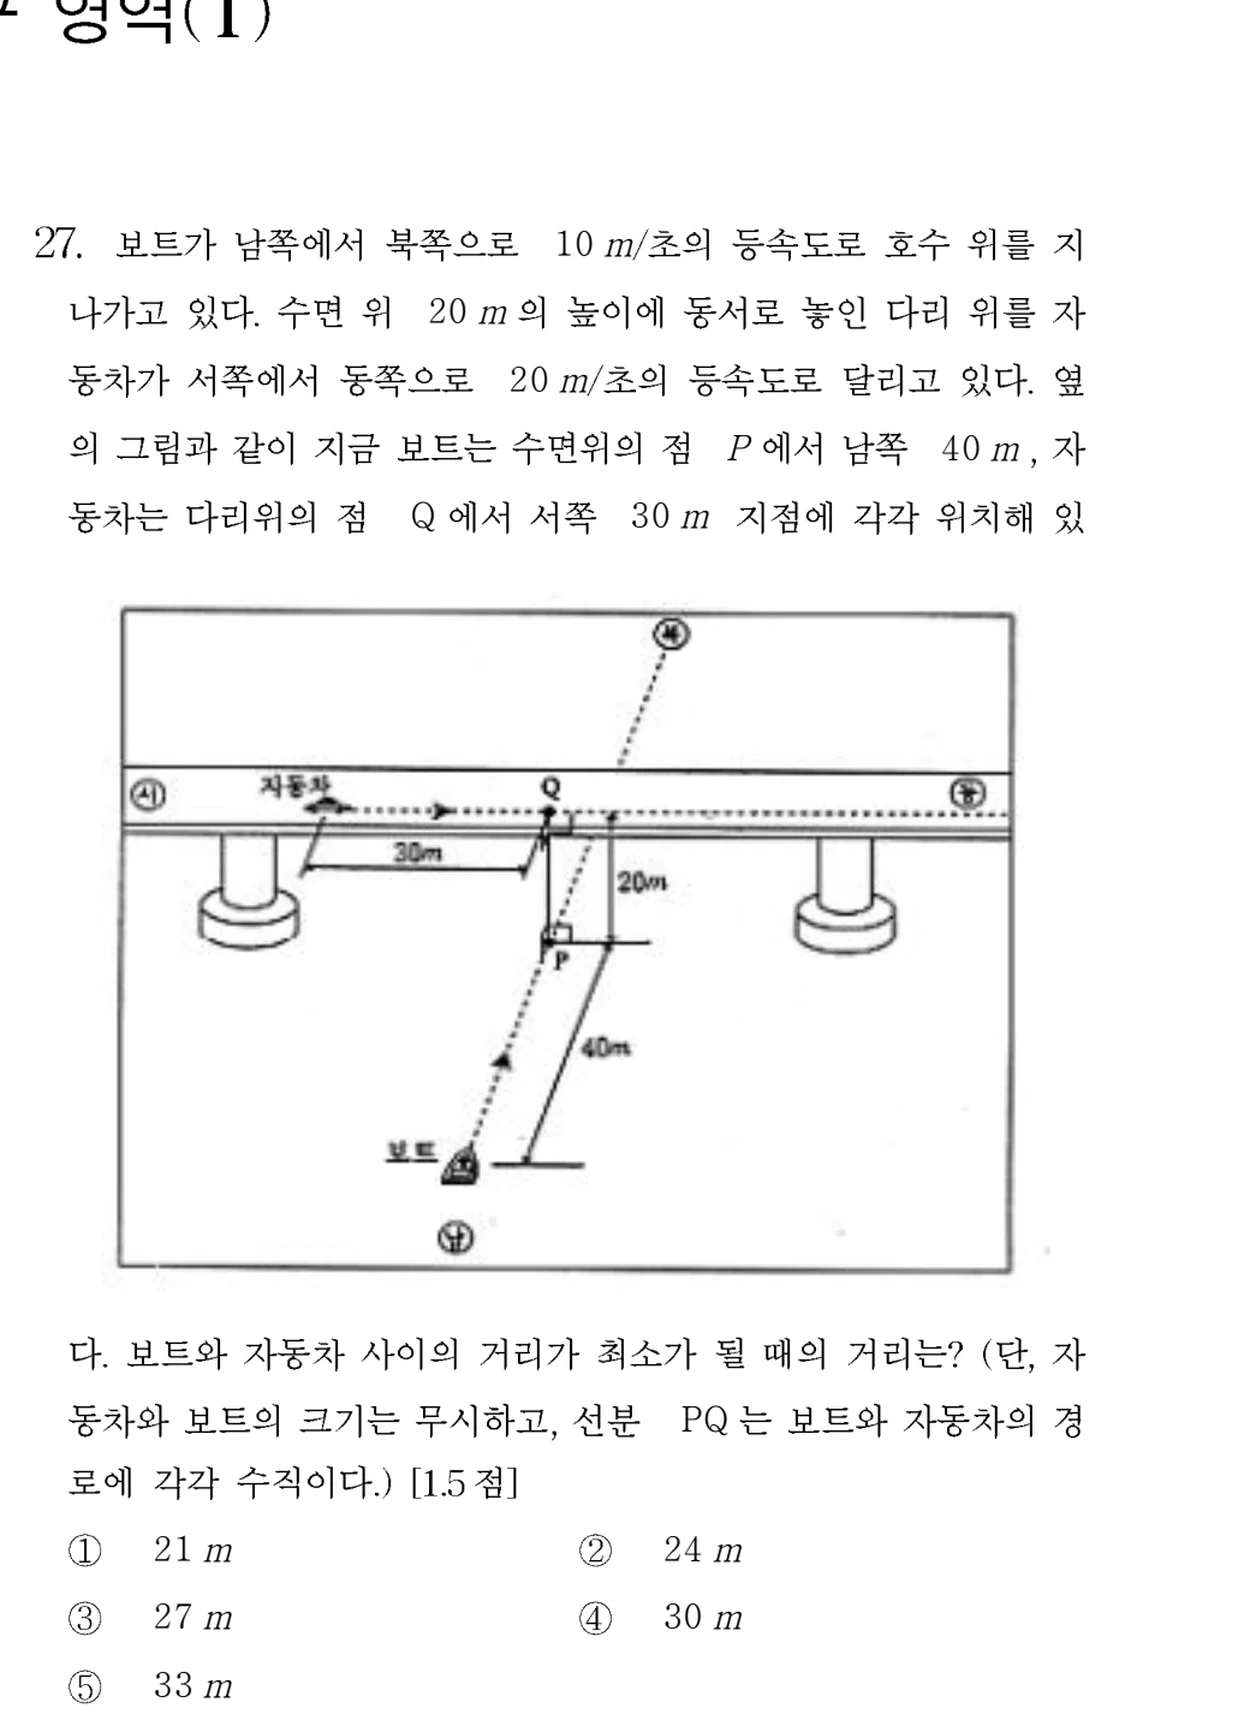 영역(1)
27. 보트가 남쪽에서 북쪽으로 10 m/초의 등속도로 호수 위를 지
나가고 있다. 수면 위 20 m의 높이에 동서로 놓인 다리 위를 자
동차가 서쪽에서 동쪽으로 20 m/초의 등속도로 달리고 있다. 옆
의 그림과 같이 지금 보트는 수면위의 점 P에서 남쪽 40 m, 자
동차는 다리위의 점 Q에서 서쪽 30 m 지점에 각각 위치해 있
북
서
자동차
Q
동
30m
20m
P
40m
보트
남
다. 보트와 자동차 사이의 거리가 최소가 될 때의 거리는? (단, 자
동차와 보트의 크기는 무시하고, 선분 PQ는 보트와 자동차의 경
로에 각각 수직이다.) [1.5점]
① 21 m ② 24 m
③ 27 m ④ 30 m
⑤ 33 m